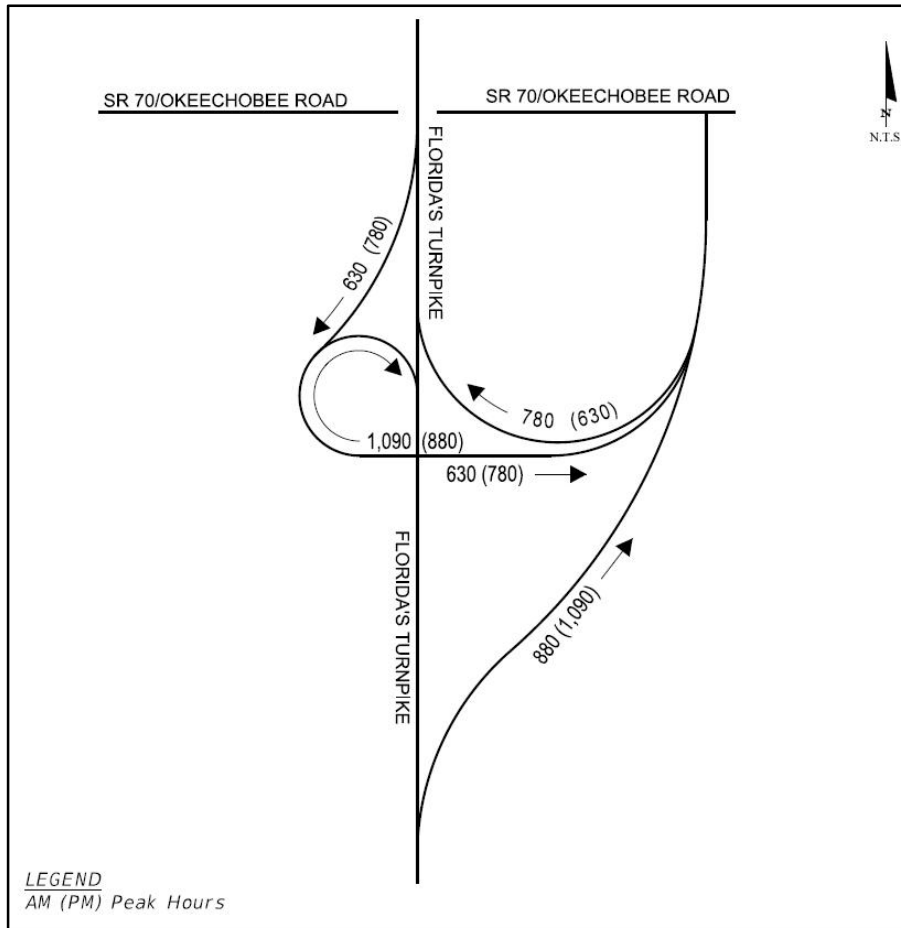 SR 70/OKEECHOBEE ROAD
SR 70/OKEECHOBEE ROAD
N
N.T.S
FLORIDA'S TURNPIKE
630 (780)
780 (630)
1,090 (880)
630 (780)
FLORIDA'S TURNPIKE
880 (1,090)
LEGEND
AM (PM) Peak Hours